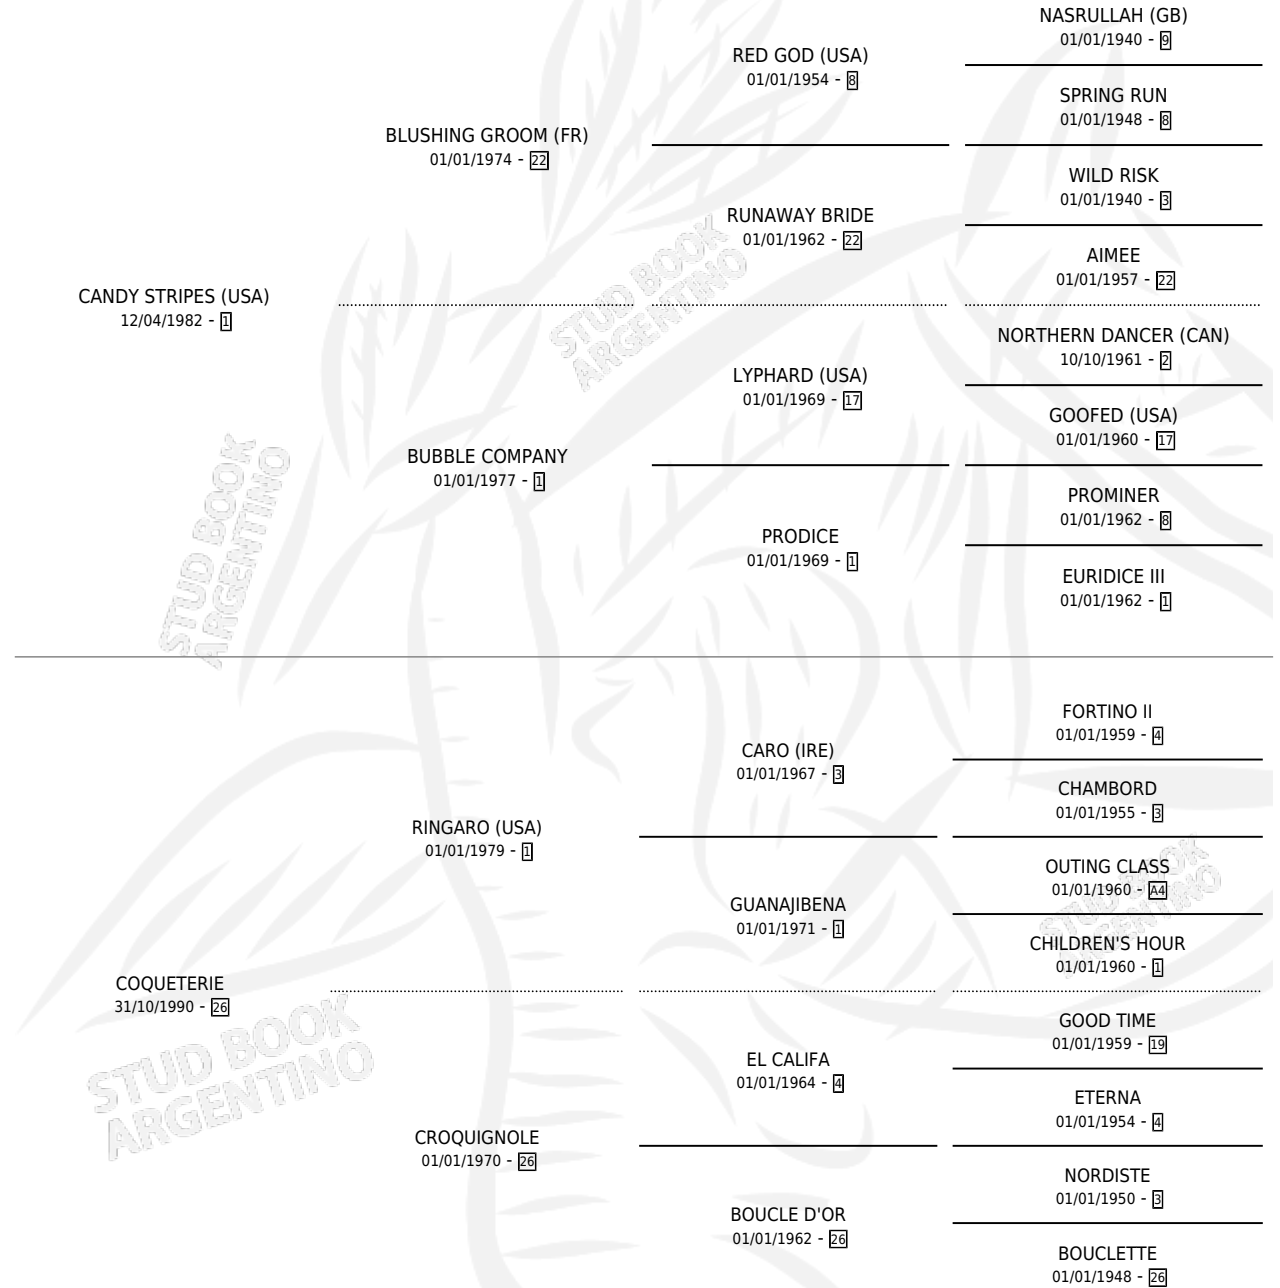 NASRULLAH (GB)
01/01/1940 - 9
RED GOD (USA)
01/01/1954 - 8
SPRING RUN
01/01/1948 - 8
BLUSHING GROOM (FR)
01/01/1974 - 22
WILD RISK
01/01/1940 - 3
RUNAWAY BRIDE
01/01/1962 - 22
AIMEE
01/01/1957 - 22
CANDY STRIPES (USA)
12/04/1982 - 1
NORTHERN DANCER (CAN)
10/10/1961 - 2
LYPHARD (USA)
01/01/1969 - 17
GOOFED (USA)
01/01/1960 - 17
BUBBLE COMPANY
01/01/1977 - 1
PROMINER
01/01/1962 - 8
PRODICE
01/01/1969 - 1
EURIDICE III
01/01/1962 - 1
STUD BOOK
ARGENTINO
STUD BOOK
ARGENTINO
FORTINO II
01/01/1959 - 4
CARO (IRE)
01/01/1967 - 3
CHAMBORD
01/01/1955 - 3
RINGARO (USA)
01/01/1979 - 1
OUTING CLASS
01/01/1960 - A4
GUANAJIBENA
01/01/1971 - 1
CHILDREN'S HOUR
01/01/1960 - 1
COQUETERIE
31/10/1990 - 26
GOOD TIME
01/01/1959 - 19
EL CALIFA
01/01/1964 - 4
ETERNA
01/01/1954 - 4
CROQUIGNOLE
01/01/1970 - 26
NORDISTE
01/01/1950 - 3
BOUCLE D'OR
01/01/1962 - 26
BOUCLETTE
01/01/1948 - 26
STUD BOOK
ARGENTINO
STUD BOOK
ARGENTINO